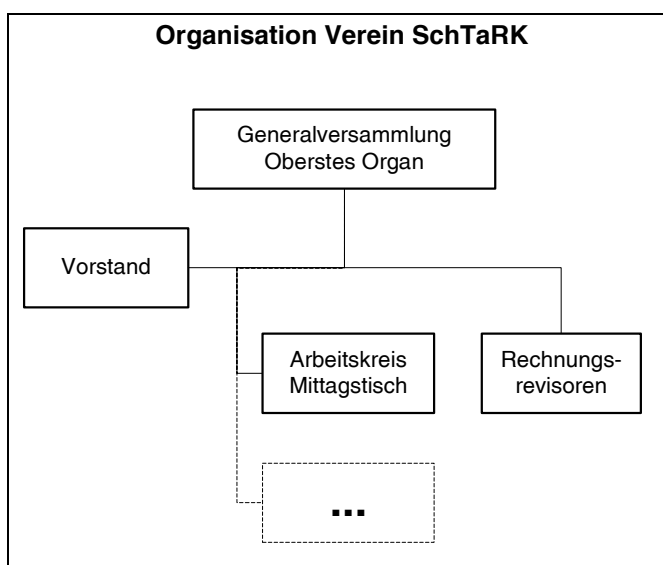 Organisation Verein SchTaRK
Generalversammlung
Oberstes Organ
Vorstand
Arbeitskreis
Mittagstisch
Rechnungs-
revisoren
...